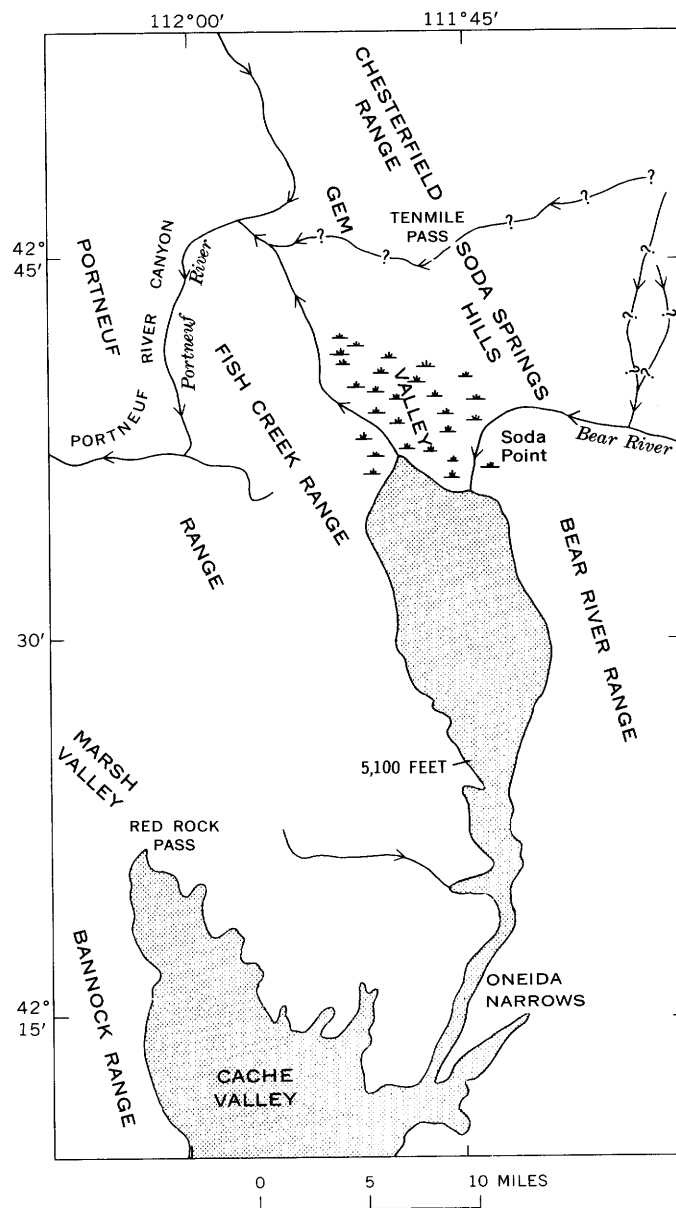 112°00′ 111°45′
CHESTERFIELD
RANGE
GEM
TENMILE
PASS
?
?
?
?
?
?
?
?
?
?
?
42°
45′
PORTNEUF
PORTNEUF RIVER CANYON
Portneuf River
SODA SPRINGS
HILLS
VALLEY
FISH CREEK RANGE
Soda
Point
Bear River
RANGE
BEAR RIVER RANGE
30′
MARSH
VALLEY
5,100 FEET
RED ROCK
PASS
BANNOCK RANGE
ONEIDA
NARROWS
42°
15′
CACHE
VALLEY
0 5 10 MILES